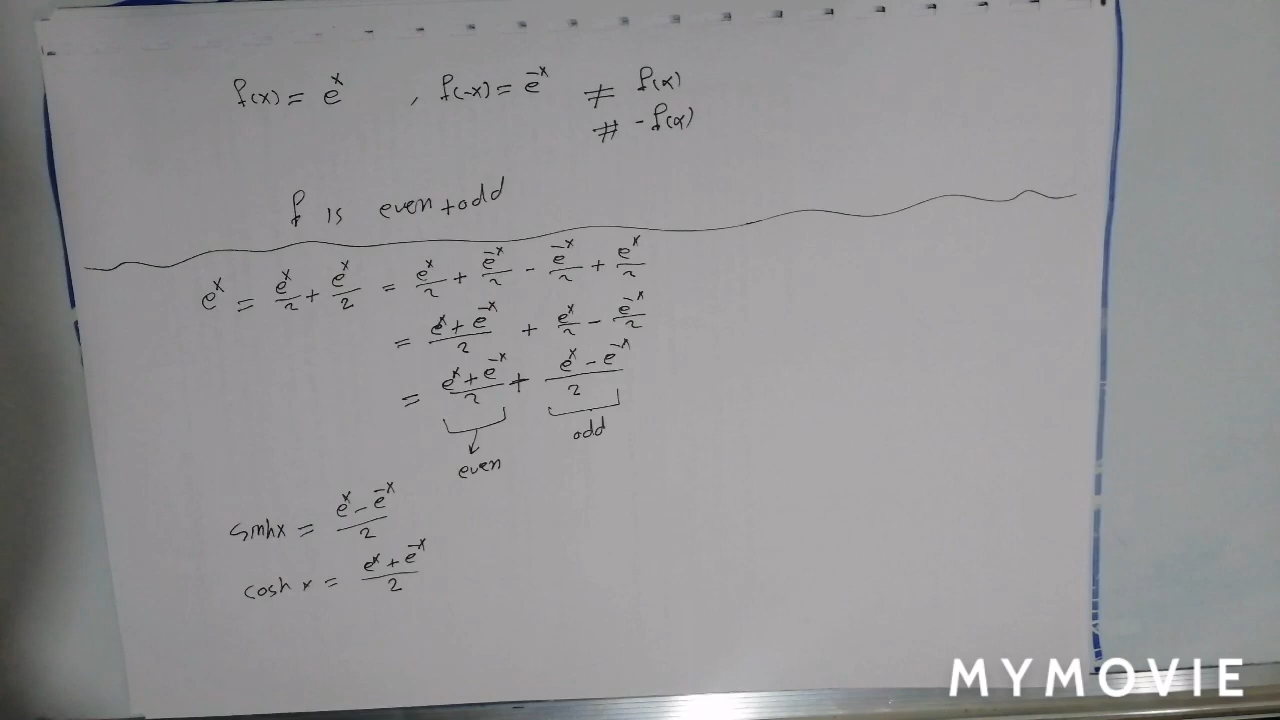 f(x) = e^x , f(-x) = e^-x ≠ f(x)
≠ -f(x)
f is even + odd
e^x = e^x/2 + e^x/2 = e^x/2 + e^-x/2 - e^-x/2 + e^x/2
= (e^x + e^-x)/2 + e^x/2 - e^-x/2
= (e^x + e^-x)/2 + (e^x - e^-x)/2
odd
even
sinhx = (e^x - e^-x)/2
cosh x = (e^x + e^-x)/2
MYMOVIE